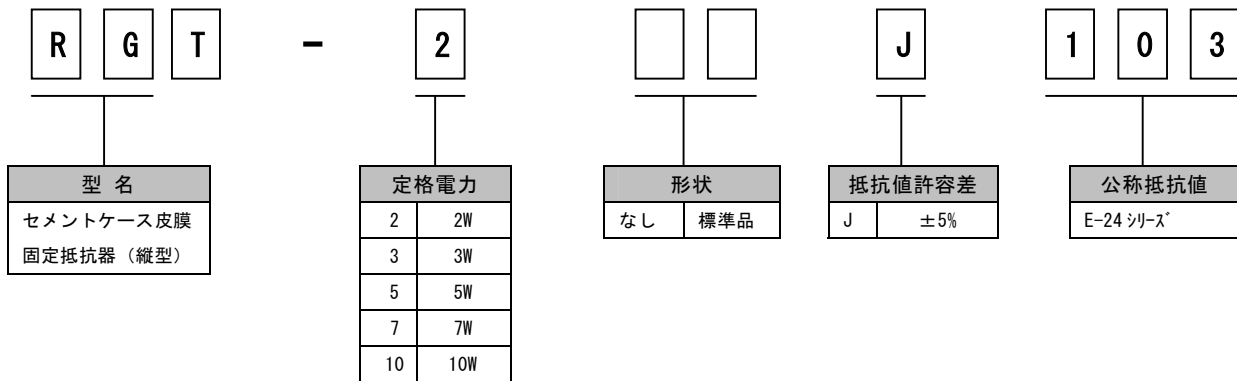 R G T - 2 J 1 0 3
型 名
セメントケース皮膜
固定抵抗器（縦型）
定格電力
2 2W
3 3W
5 5W
7 7W
10 10W
形状
なし 標準品
抵抗値許容差
J ±5%
公称抵抗値
E-24 ｼﾘｰｽﾞ